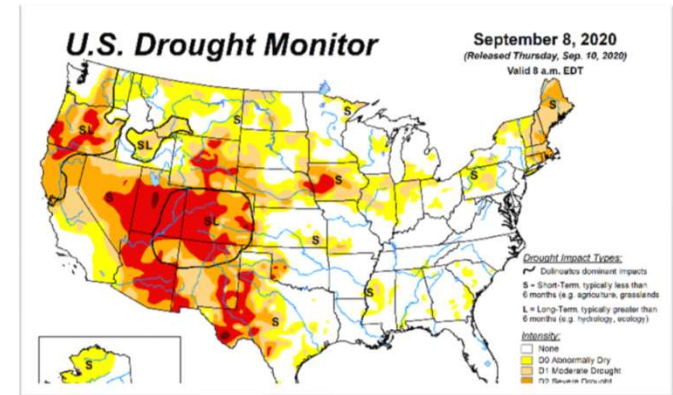 U.S. Drought Monitor
September 8, 2020
(Released Thursday, Sep. 10, 2020)
Valid 8 a.m. EDT
S
S
S
SL
SL
S
S
S
SL
S
S
S
S
Drought Impact Types:
Delineates dominant impacts
S = Short-Term, typically less than
6 months (e.g. agriculture, grasslands
L = Long-Term, typically greater than
6 months (e.g. hydrology, ecology)
Intensity:
None
D0 Abnormally Dry
D1 Moderate Drought
D2 Severe Drought